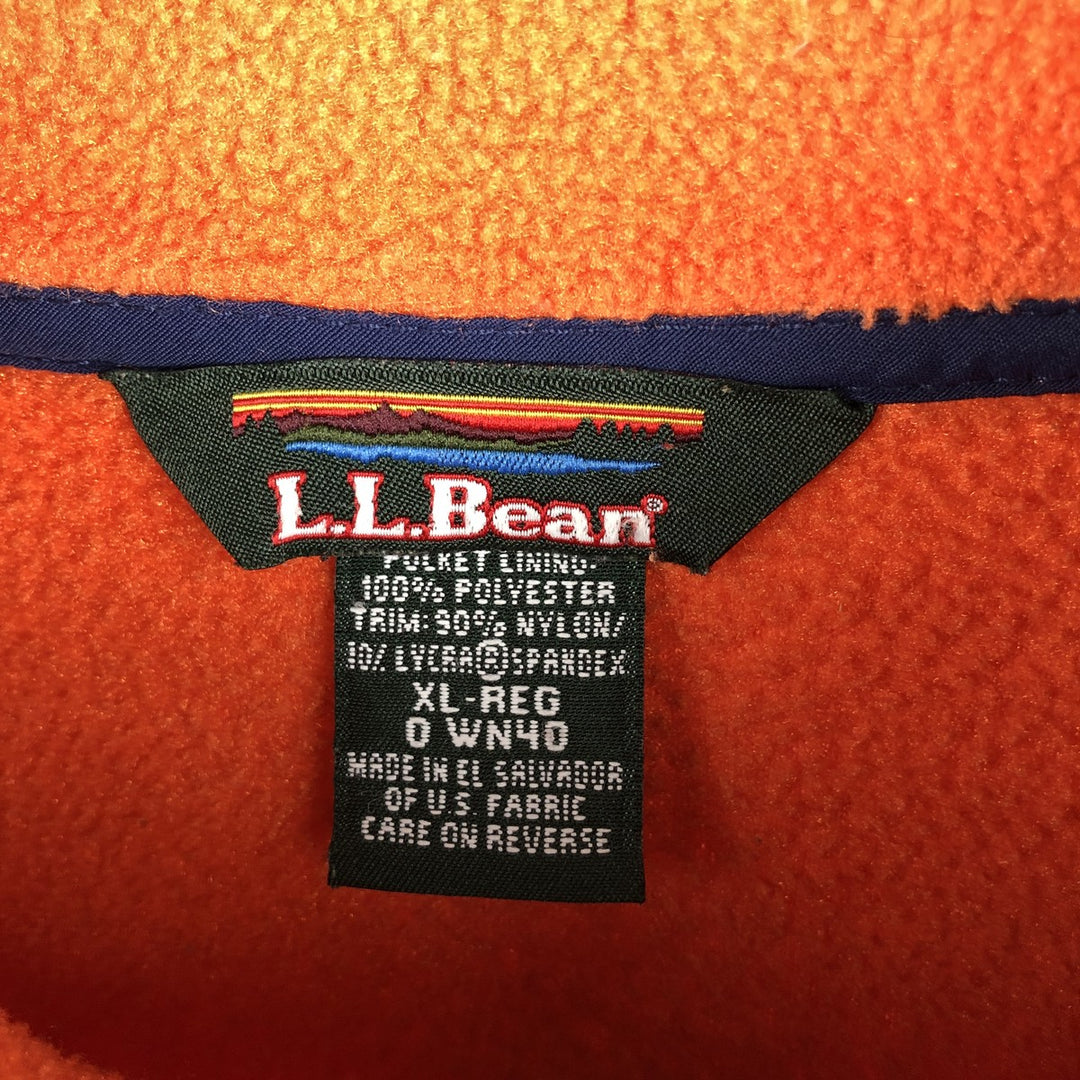 L.L.Bean®
POCKET LINING:
100% POLYESTER
TRIM: 90% NYLON/
10% LYCRA® SPANDEX
XL-REG
0 WN40
MADE IN EL SALVADOR
OF U.S. FABRIC
CARE ON REVERSE